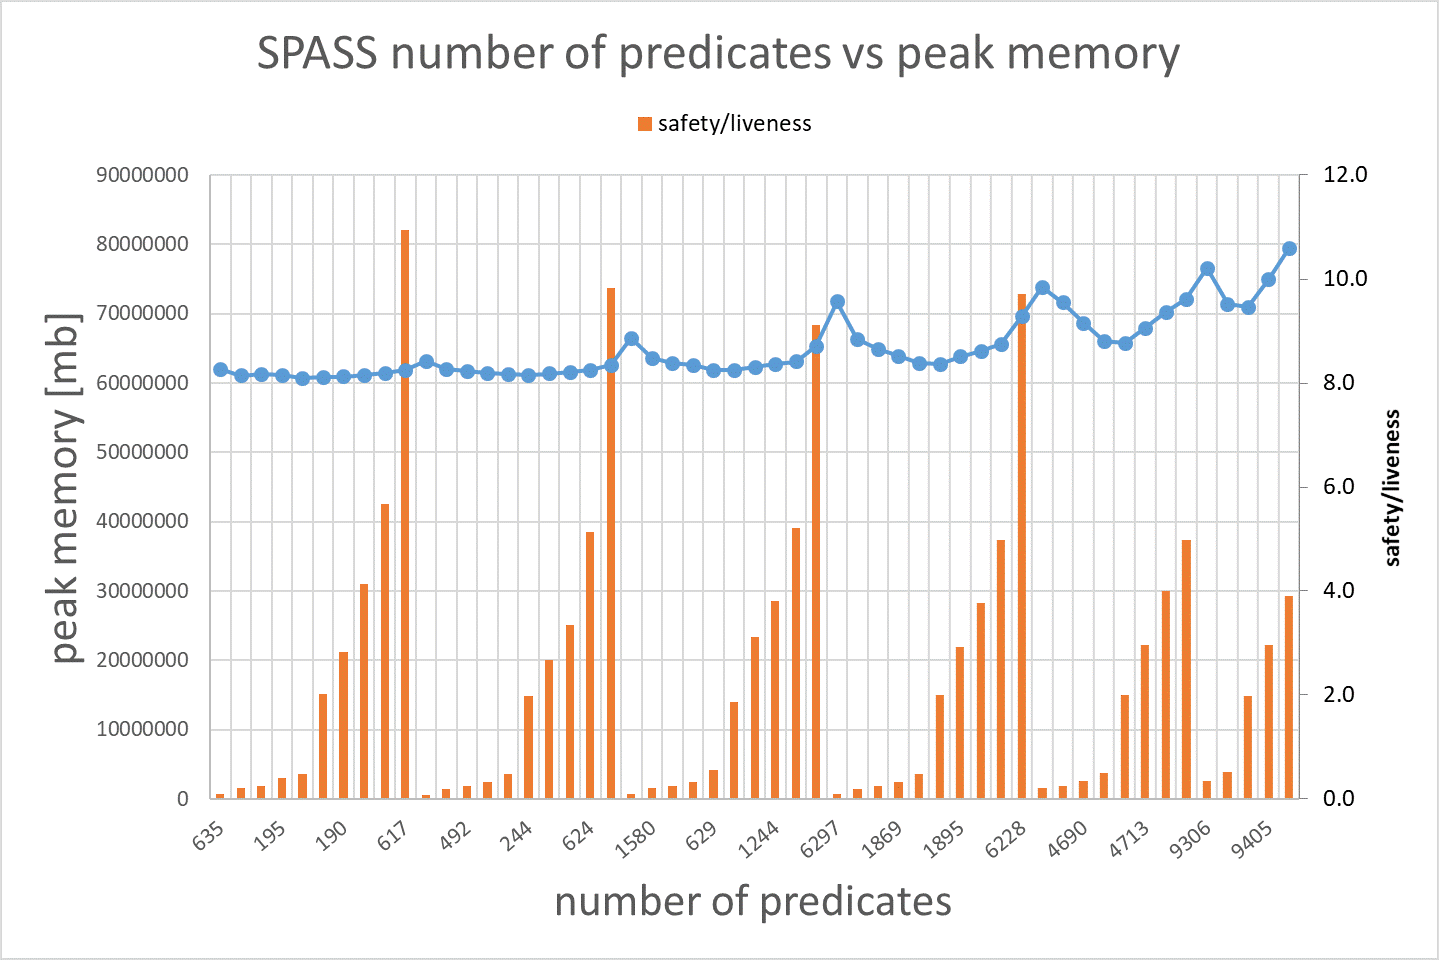 SPASS number of predicates vs peak memory
safety/liveness
90000000
80000000
70000000
60000000
50000000
40000000
30000000
20000000
10000000
0
peak memory [mb]
12.0
10.0
8.0
6.0
4.0
2.0
0.0
safety/liveness
635 195 190 617 492 244 624 1580 629 1244 6297 1869 1895 6228 4690 4713 9306 9405
number of predicates